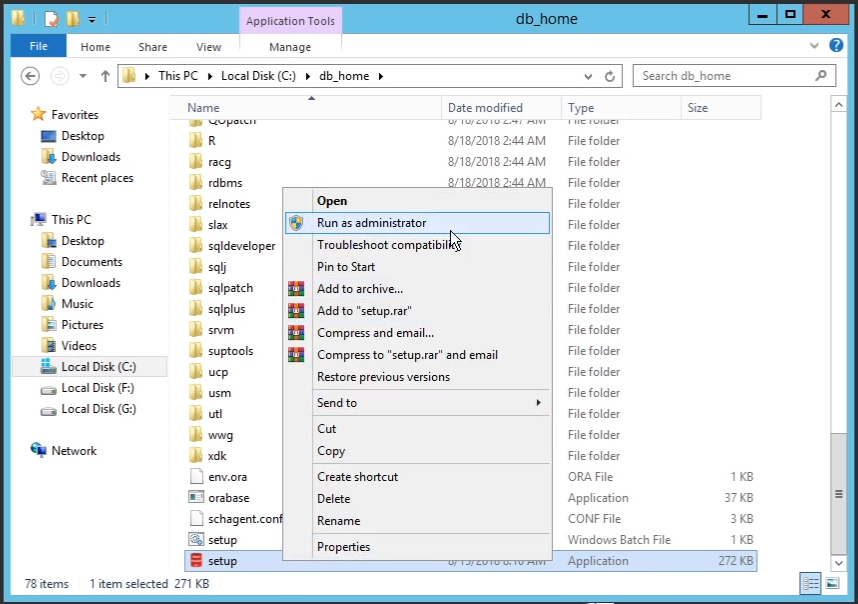 Application Tools
db_home
File Home Share View Manage
This PC Local Disk (C:) db_home
Search db_home
Name Date modified Type Size
QOpatch 8/18/2018 2:47 AM File folder
R 8/18/2018 2:44 AM File folder
racg 8/18/2018 2:44 AM File folder
rdbms 8/18/2018 2:44 AM File folder
relnotes File folder
slax File folder
sqldeveloper File folder
sqlj File folder
sqlpatch File folder
sqlplus File folder
srvm File folder
suptools File folder
ucp File folder
usm File folder
utl File folder
wwg File folder
xdk File folder
env.ora ORA File 1 KB
orabase Application 37 KB
schagent.conf CONF File 3 KB
setup Windows Batch File 1 KB
setup 8/19/2018 8:10 AM Application 272 KB
Favorites
Desktop
Downloads
Recent places
This PC
Desktop
Documents
Downloads
Music
Pictures
Videos
Local Disk (C:)
Local Disk (F:)
Local Disk (G:)
Network
Open
Run as administrator
Troubleshoot compatibility
Pin to Start
Add to archive...
Add to "setup.rar"
Compress and email...
Compress to "setup.rar" and email
Restore previous versions
Send to
Cut
Copy
Create shortcut
Delete
Rename
Properties
78 items 1 item selected 271 KB